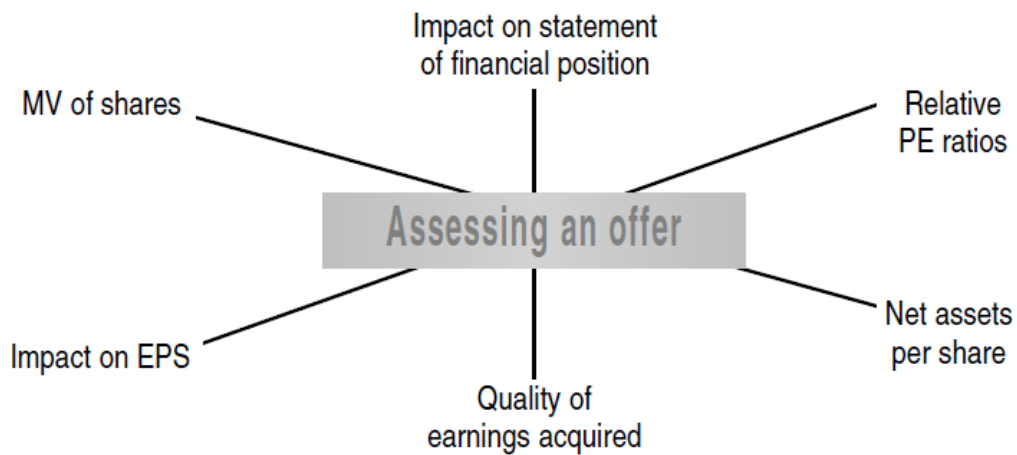 Impact on statement
of financial position
MV of shares
Relative
PE ratios
Assessing an offer
Net assets
per share
Impact on EPS
Quality of
earnings acquired